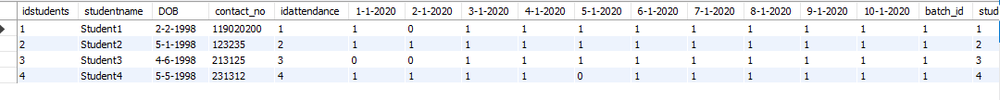 idstudents studentname DOB contact_no idattendance 1-1-2020 2-1-2020 3-1-2020 4-1-2020 5-1-2020 6-1-2020 7-1-2020 8-1-2020 9-1-2020 10-1-2020 batch_id stud
1 Student1 2-2-1998 119020200 1 1 0 1 1 1 1 1 1 1 1 1 1
2 Student2 5-1-1998 123235 2 1 1 1 1 1 1 1 1 1 1 1 2
3 Student3 4-6-1998 213125 3 0 0 1 1 1 1 1 1 1 1 1 3
4 Student4 5-5-1998 231312 4 1 1 1 1 0 1 1 1 1 1 1 4